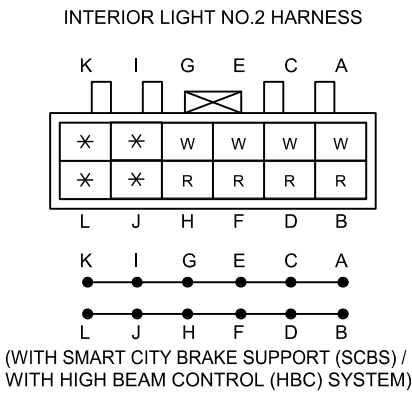 INTERIOR LIGHT NO.2 HARNESS
K I G E C A
* * W W W W
* * R R R R
L J H F D B
K I G E C A
L J H F D B
(WITH SMART CITY BRAKE SUPPORT (SCBS) /
WITH HIGH BEAM CONTROL (HBC) SYSTEM)